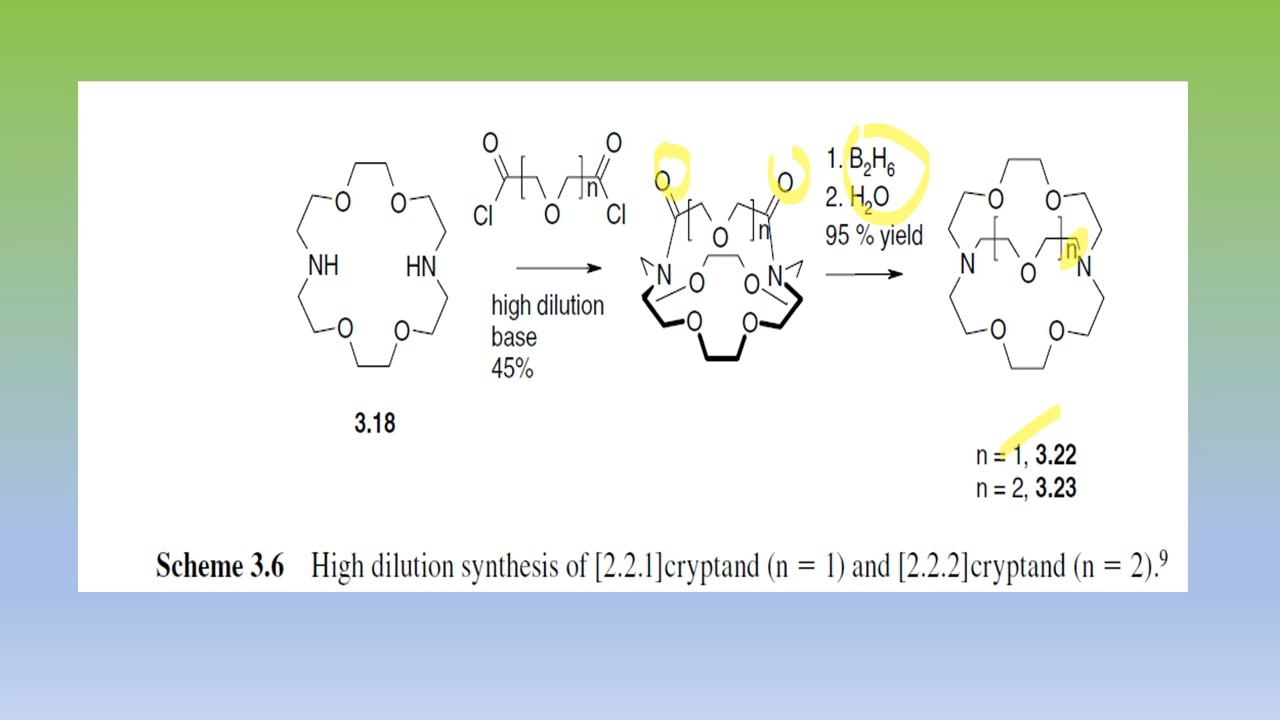 O
O
[
]n
Cl
O
Cl
O
O
NH
HN
O
O
3.18
high dilution
base
45%
O
O
[
]n
O
N
N
O
O
O
O
1. B₂H₆
2. H₂O
95 % yield
O
O
[
]n
N
N
O
O
O
n = 1, 3.22
n = 2, 3.23
Scheme 3.6 High dilution synthesis of [2.2.1]cryptand (n = 1) and [2.2.2]cryptand (n = 2).⁹